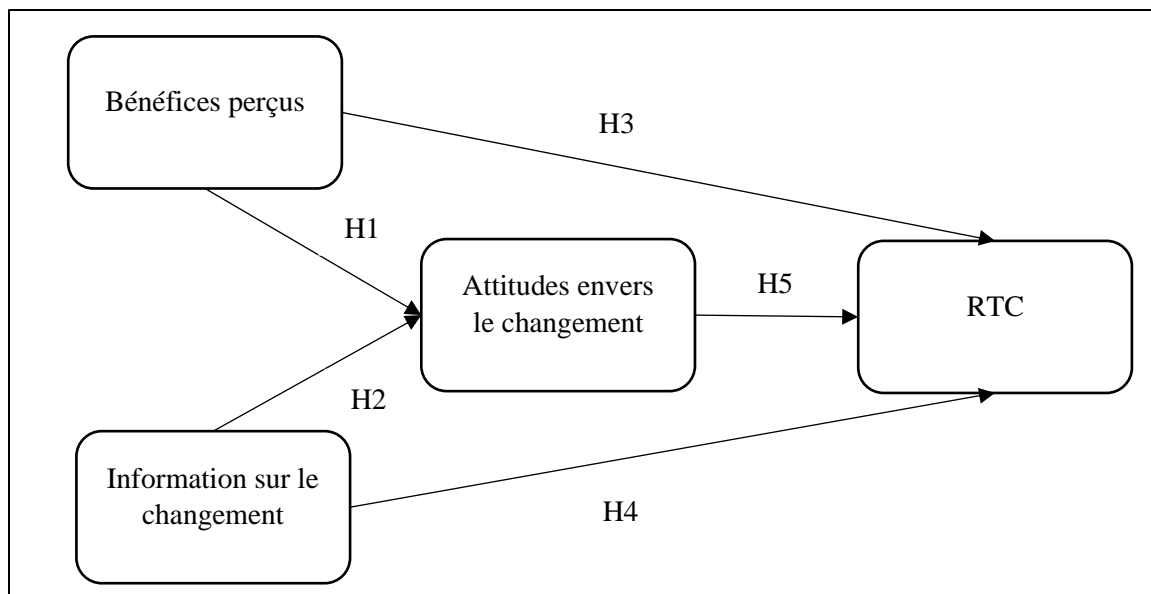 Bénéfices perçus
H3
H1
Attitudes envers
le changement
H5
RTC
H2
Information sur le
changement
H4